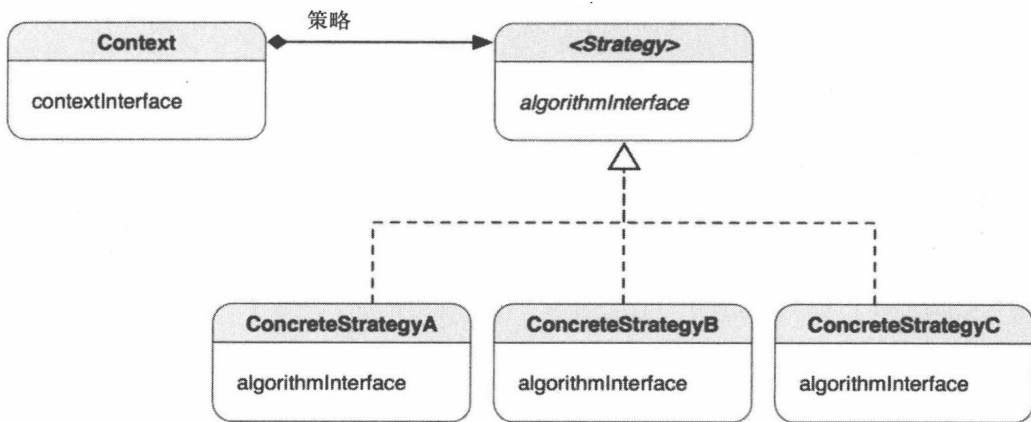 策略
Context
<Strategy>
contextInterface
algorithmInterface
ConcreteStrategyA
ConcreteStrategyB
ConcreteStrategyC
algorithmInterface
algorithmInterface
algorithmInterface